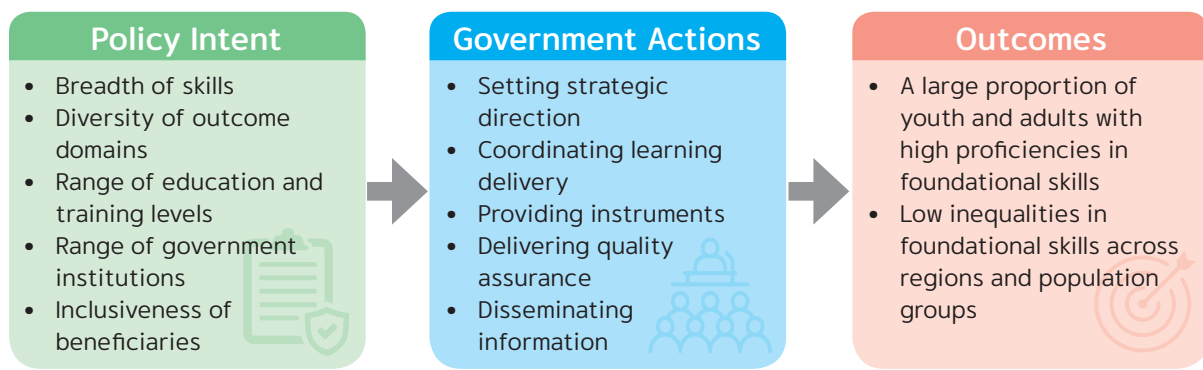 Policy Intent
• Breadth of skills
• Diversity of outcome
domains
• Range of education and
training levels
• Range of government
institutions
• Inclusiveness of
beneficiaries
Government Actions
• Setting strategic
direction
• Coordinating learning
delivery
• Providing instruments
• Delivering quality
assurance
• Disseminating
information
Outcomes
• A large proportion of
youth and adults with
high proficiencies in
foundational skills
• Low inequalities in
foundational skills across
regions and population
groups